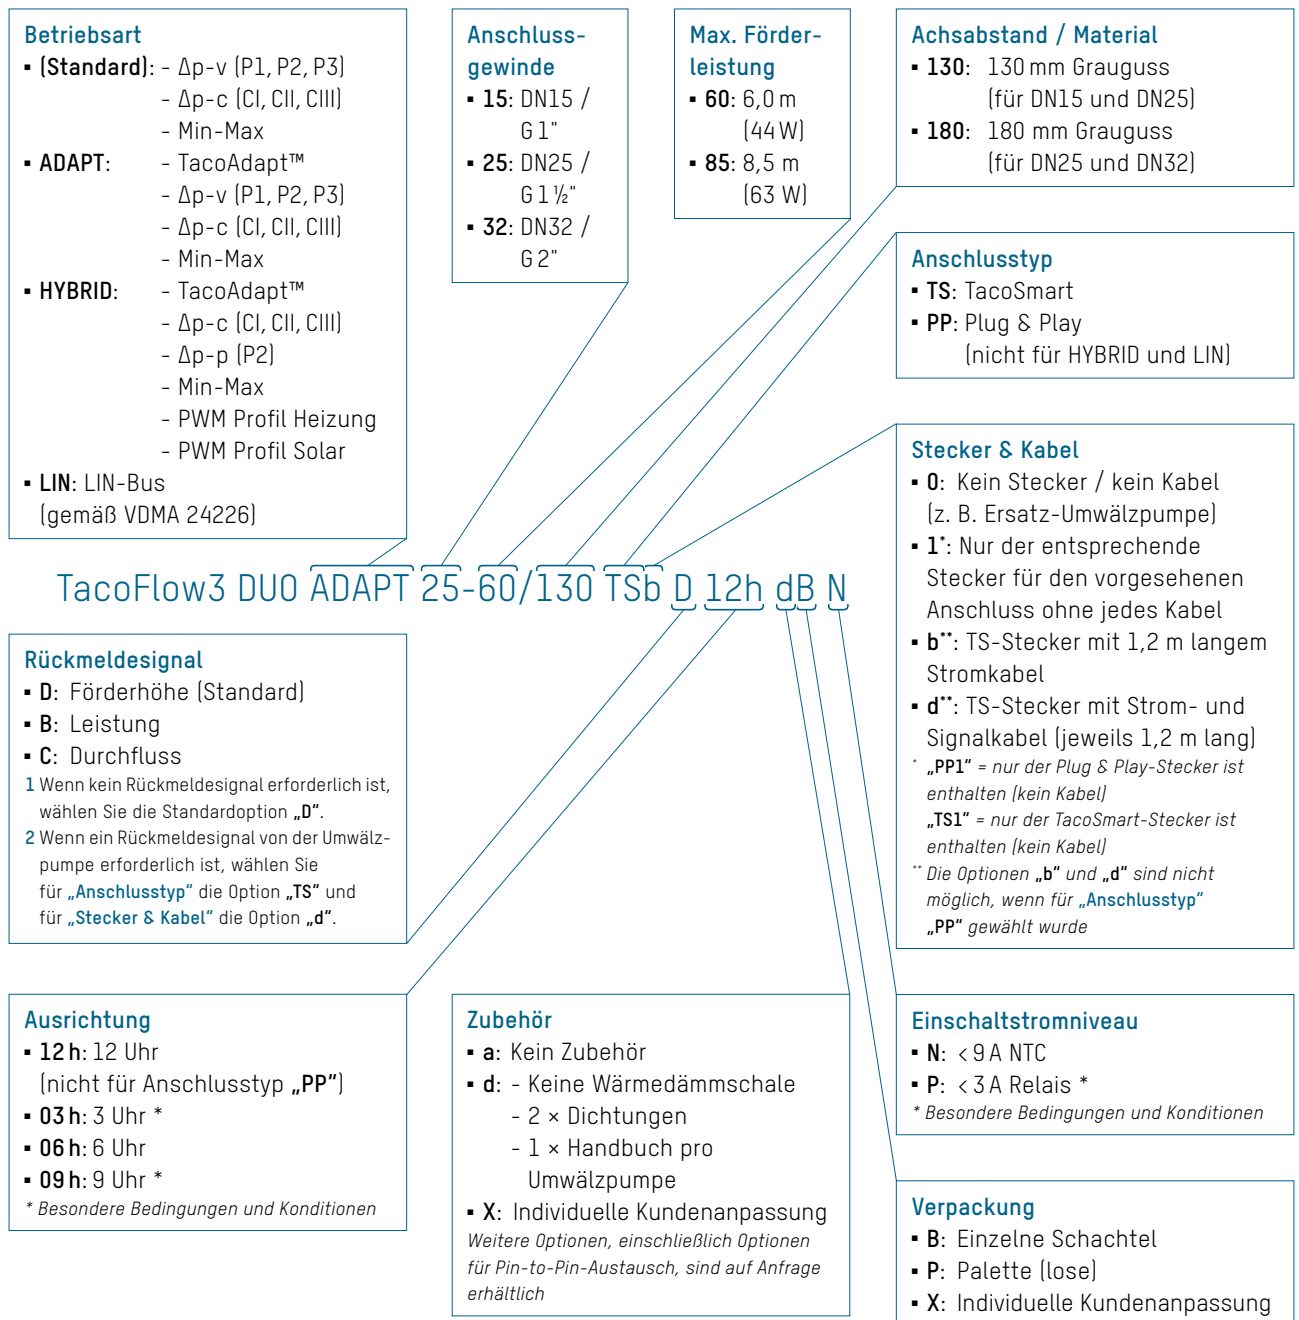 Betriebsart
▪ (Standard): - Δp-v (P1, P2, P3)
- Δp-c (CI, CII, CIII)
- Min-Max
▪ ADAPT: - TacoAdapt™
- Δp-v (P1, P2, P3)
- Δp-c (CI, CII, CIII)
- Min-Max
▪ HYBRID: - TacoAdapt™
- Δp-c (CI, CII, CIII)
- Δp-p (P2)
- Min-Max
- PWM Profil Heizung
- PWM Profil Solar
▪ LIN: LIN-Bus
(gemäß VDMA 24226)
Anschluss-
gewinde
▪ 15: DN15 /
G 1"
▪ 25: DN25 /
G 1 ½"
▪ 32: DN32 /
G 2"
Max. Förder-
leistung
▪ 60: 6,0 m
(44 W)
▪ 85: 8,5 m
(63 W)
Achsabstand / Material
▪ 130: 130 mm Grauguss
(für DN15 und DN25)
▪ 180: 180 mm Grauguss
(für DN25 und DN32)
Anschlusstyp
▪ TS: TacoSmart
▪ PP: Plug & Play
(nicht für HYBRID und LIN)
Stecker & Kabel
▪ 0: Kein Stecker / kein Kabel
(z. B. Ersatz-Umwälzpumpe)
▪ 1*: Nur der entsprechende
Stecker für den vorgesehenen
Anschluss ohne jedes Kabel
▪ b**: TS-Stecker mit 1,2 m langem
Stromkabel
▪ d**: TS-Stecker mit Strom- und
Signalkabel (jeweils 1,2 m lang)
* „PP1" = nur der Plug & Play-Stecker ist
enthalten (kein Kabel)
„TS1" = nur der TacoSmart-Stecker ist
enthalten (kein Kabel)
** Die Optionen „b" und „d" sind nicht
möglich, wenn für „Anschlusstyp"
„PP" gewählt wurde
TacoFlow3 DUO ADAPT 25-60/130 TSb D 12h dB N
Rückmeldesignal
▪ D: Förderhöhe (Standard)
▪ B: Leistung
▪ C: Durchfluss
1 Wenn kein Rückmeldesignal erforderlich ist,
wählen Sie die Standardoption „D".
2 Wenn ein Rückmeldesignal von der Umwälz-
pumpe erforderlich ist, wählen Sie
für „Anschlusstyp" die Option „TS" und
für „Stecker & Kabel" die Option „d".
Ausrichtung
▪ 12 h: 12 Uhr
(nicht für Anschlusstyp „PP")
▪ 03 h: 3 Uhr *
▪ 06 h: 6 Uhr
▪ 09 h: 9 Uhr *
* Besondere Bedingungen und Konditionen
Zubehör
▪ a: Kein Zubehör
▪ d: - Keine Wärmedämmschale
- 2 × Dichtungen
- 1 × Handbuch pro
Umwälzpumpe
▪ X: Individuelle Kundenanpassung
Weitere Optionen, einschließlich Optionen
für Pin-to-Pin-Austausch, sind auf Anfrage
erhältlich
Einschaltstromniveau
▪ N: < 9 A NTC
▪ P: < 3 A Relais *
* Besondere Bedingungen und Konditionen
Verpackung
▪ B: Einzelne Schachtel
▪ P: Palette (lose)
▪ X: Individuelle Kundenanpassung